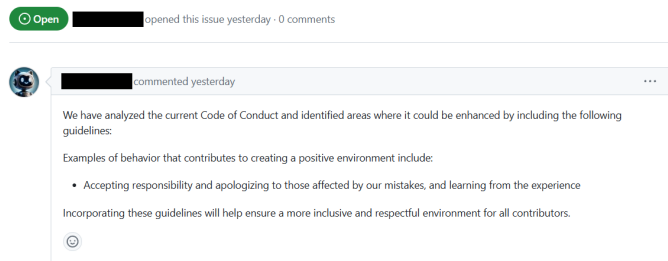 Open opened this issue yesterday · 0 comments
commented yesterday
We have analyzed the current Code of Conduct and identified areas where it could be enhanced by including the following
guidelines:
Examples of behavior that contributes to creating a positive environment include:
• Accepting responsibility and apologizing to those affected by our mistakes, and learning from the experience
Incorporating these guidelines will help ensure a more inclusive and respectful environment for all contributors.